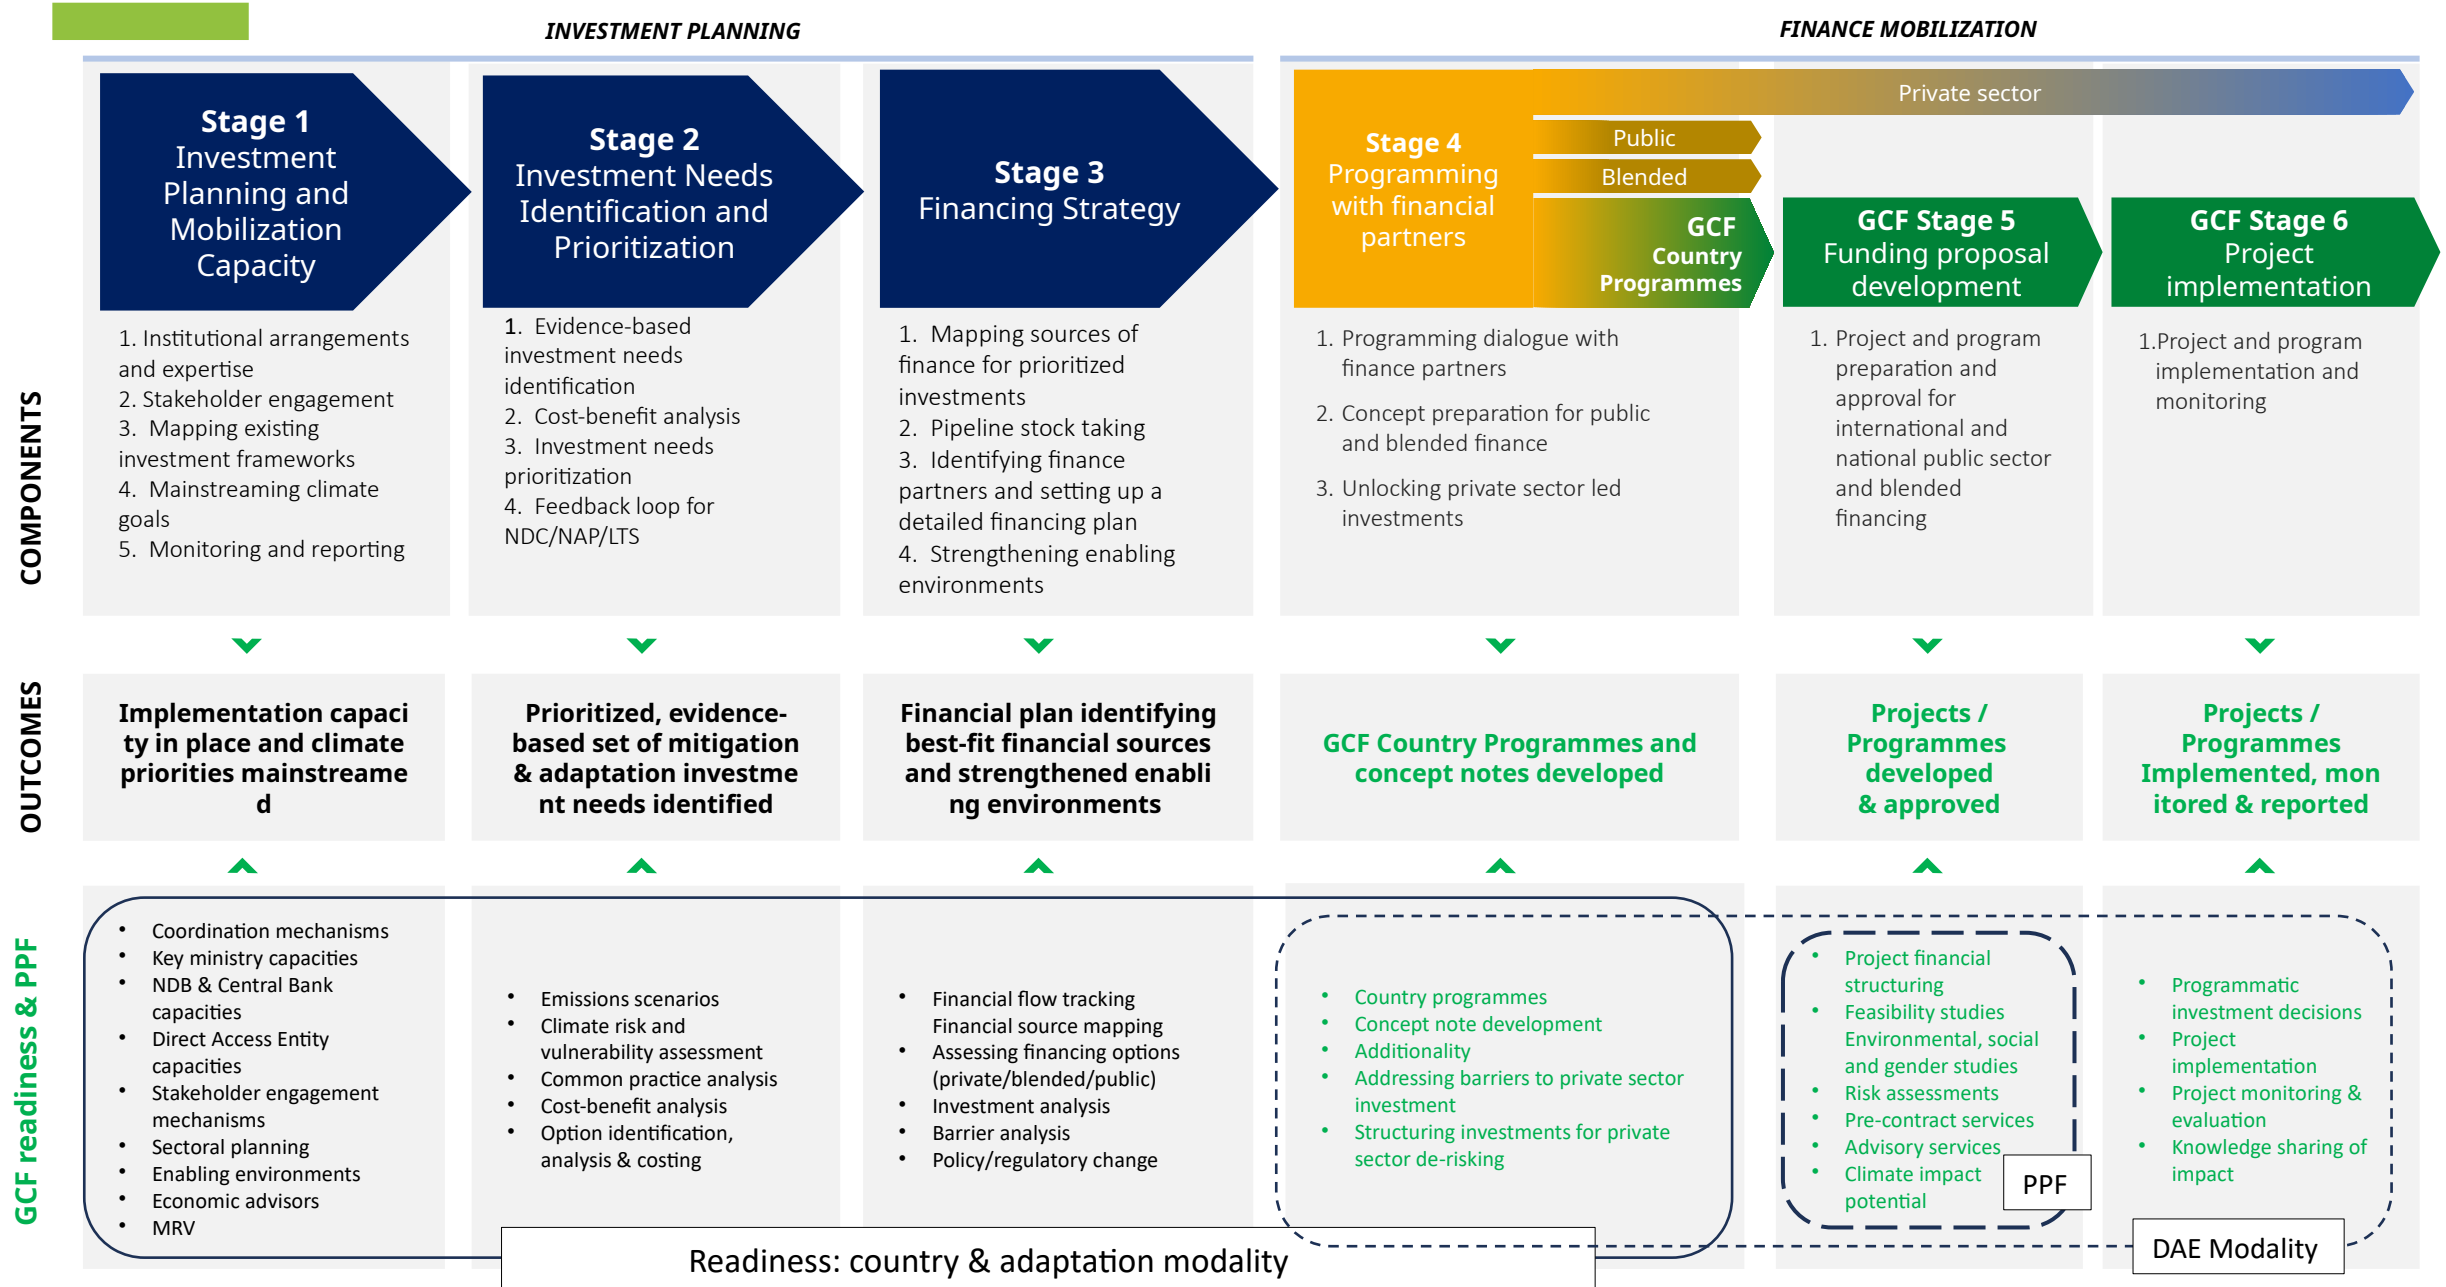 INVESTMENT PLANNING
FINANCE MOBILIZATION
Stage 1
Investment
Planning and
Mobilization
Capacity
Stage 2
Investment Needs
Identification and
Prioritization
Stage 3
Financing Strategy
Stage 4
Programming
with financial
partners
Private sector
Public
Blended
GCF
Country
Programmes
GCF Stage 5
Funding proposal
development
GCF Stage 6
Project
implementation
COMPONENTS
1. Institutional arrangements
and expertise
2. Stakeholder engagement
3. Mapping existing
investment frameworks
4. Mainstreaming climate
goals
5. Monitoring and reporting
1. Evidence-based
investment needs
identification
2. Cost-benefit analysis
3. Investment needs
prioritization
4. Feedback loop for
NDC/NAP/LTS
1. Mapping sources of
finance for prioritized
investments
2. Pipeline stock taking
3. Identifying finance
partners and setting up a
detailed financing plan
4. Strengthening enabling
environments
1. Programming dialogue with
finance partners
2. Concept preparation for public
and blended finance
3. Unlocking private sector led
investments
1. Project and program
preparation and
approval for
international and
national public sector
and blended
financing
1.Project and program
implementation and
monitoring
OUTCOMES
Implementation capaci
ty in place and climate
priorities mainstreame
d
Prioritized, evidence-
based set of mitigation
& adaptation investme
nt needs identified
Financial plan identifying
best-fit financial sources
and strengthened enabli
ng environments
GCF Country Programmes and
concept notes developed
Projects /
Programmes
developed
& approved
Projects /
Programmes
Implemented, mon
itored & reported
GCF readiness & PPF
• Coordination mechanisms
• Key ministry capacities
• NDB & Central Bank
capacities
• Direct Access Entity
capacities
• Stakeholder engagement
mechanisms
• Sectoral planning
• Enabling environments
• Economic advisors
• MRV
• Emissions scenarios
• Climate risk and
vulnerability assessment
• Common practice analysis
• Cost-benefit analysis
• Option identification,
analysis & costing
• Financial flow tracking
Financial source mapping
• Assessing financing options
(private/blended/public)
• Investment analysis
• Barrier analysis
• Policy/regulatory change
• Country programmes
• Concept note development
• Additionality
• Addressing barriers to private sector
investment
• Structuring investments for private
sector de-risking
• Project financial
structuring
• Feasibility studies
Environmental, social
and gender studies
• Risk assessments
• Pre-contract services
• Advisory services
• Climate impact
potential
• Programmatic
investment decisions
• Project
implementation
• Project monitoring &
evaluation
• Knowledge sharing of
impact
PPF
DAE Modality
Readiness: country & adaptation modality